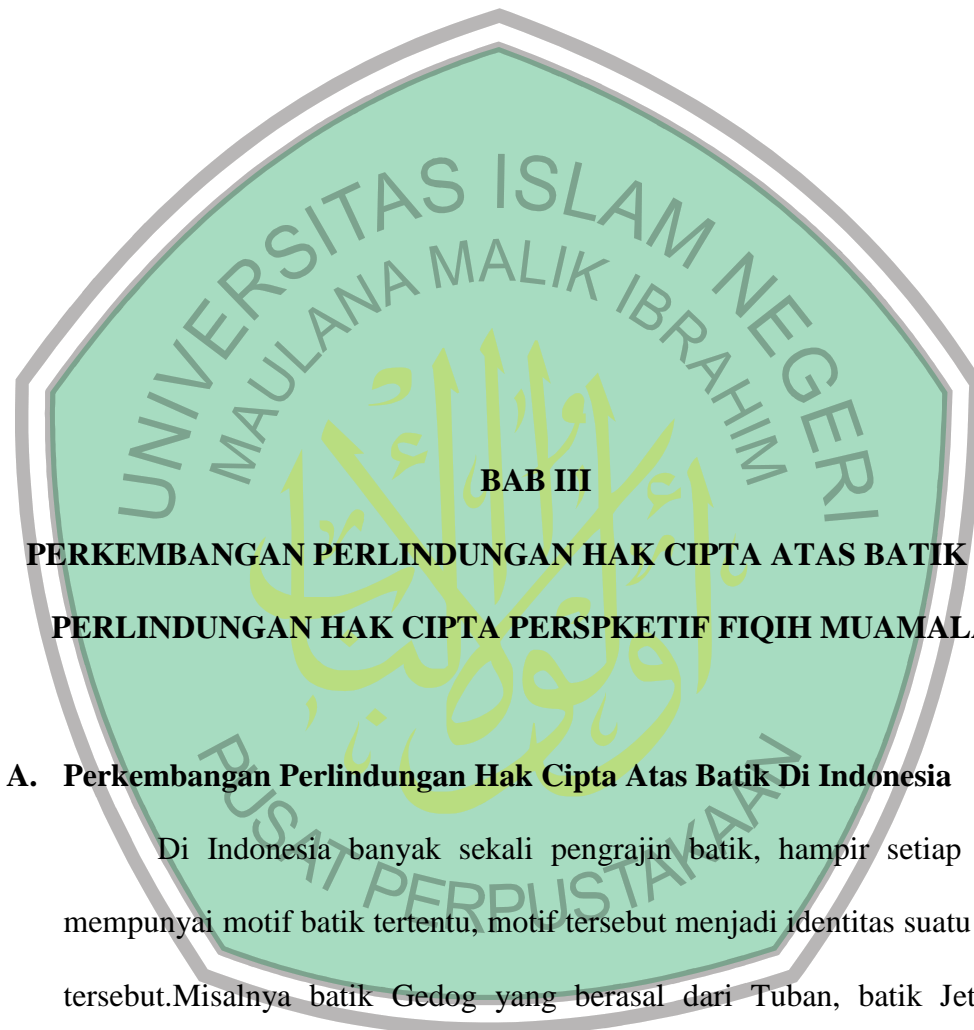 UNIVERSITAS ISLAM NEGERI
MAULANA MALIK IBRAHIM
BAB III
PERKEMBANGAN PERLINDUNGAN HAK CIPTA ATAS BATIK
PERLINDUNGAN HAK CIPTA PERSPKETIF FIQIH
A. Perkembangan Perlindungan Hak Cipta Atas Batik Di Indonesia
Di Indonesia banyak sekali pengrajin batik, hampir setiap
mempunyai motif batik tertentu, motif tersebut menjadi identitas suatu
tersebut.Misalnya batik Gedog yang berasal dari Tuban, batik
PUSAT PERPUSTAKAAN